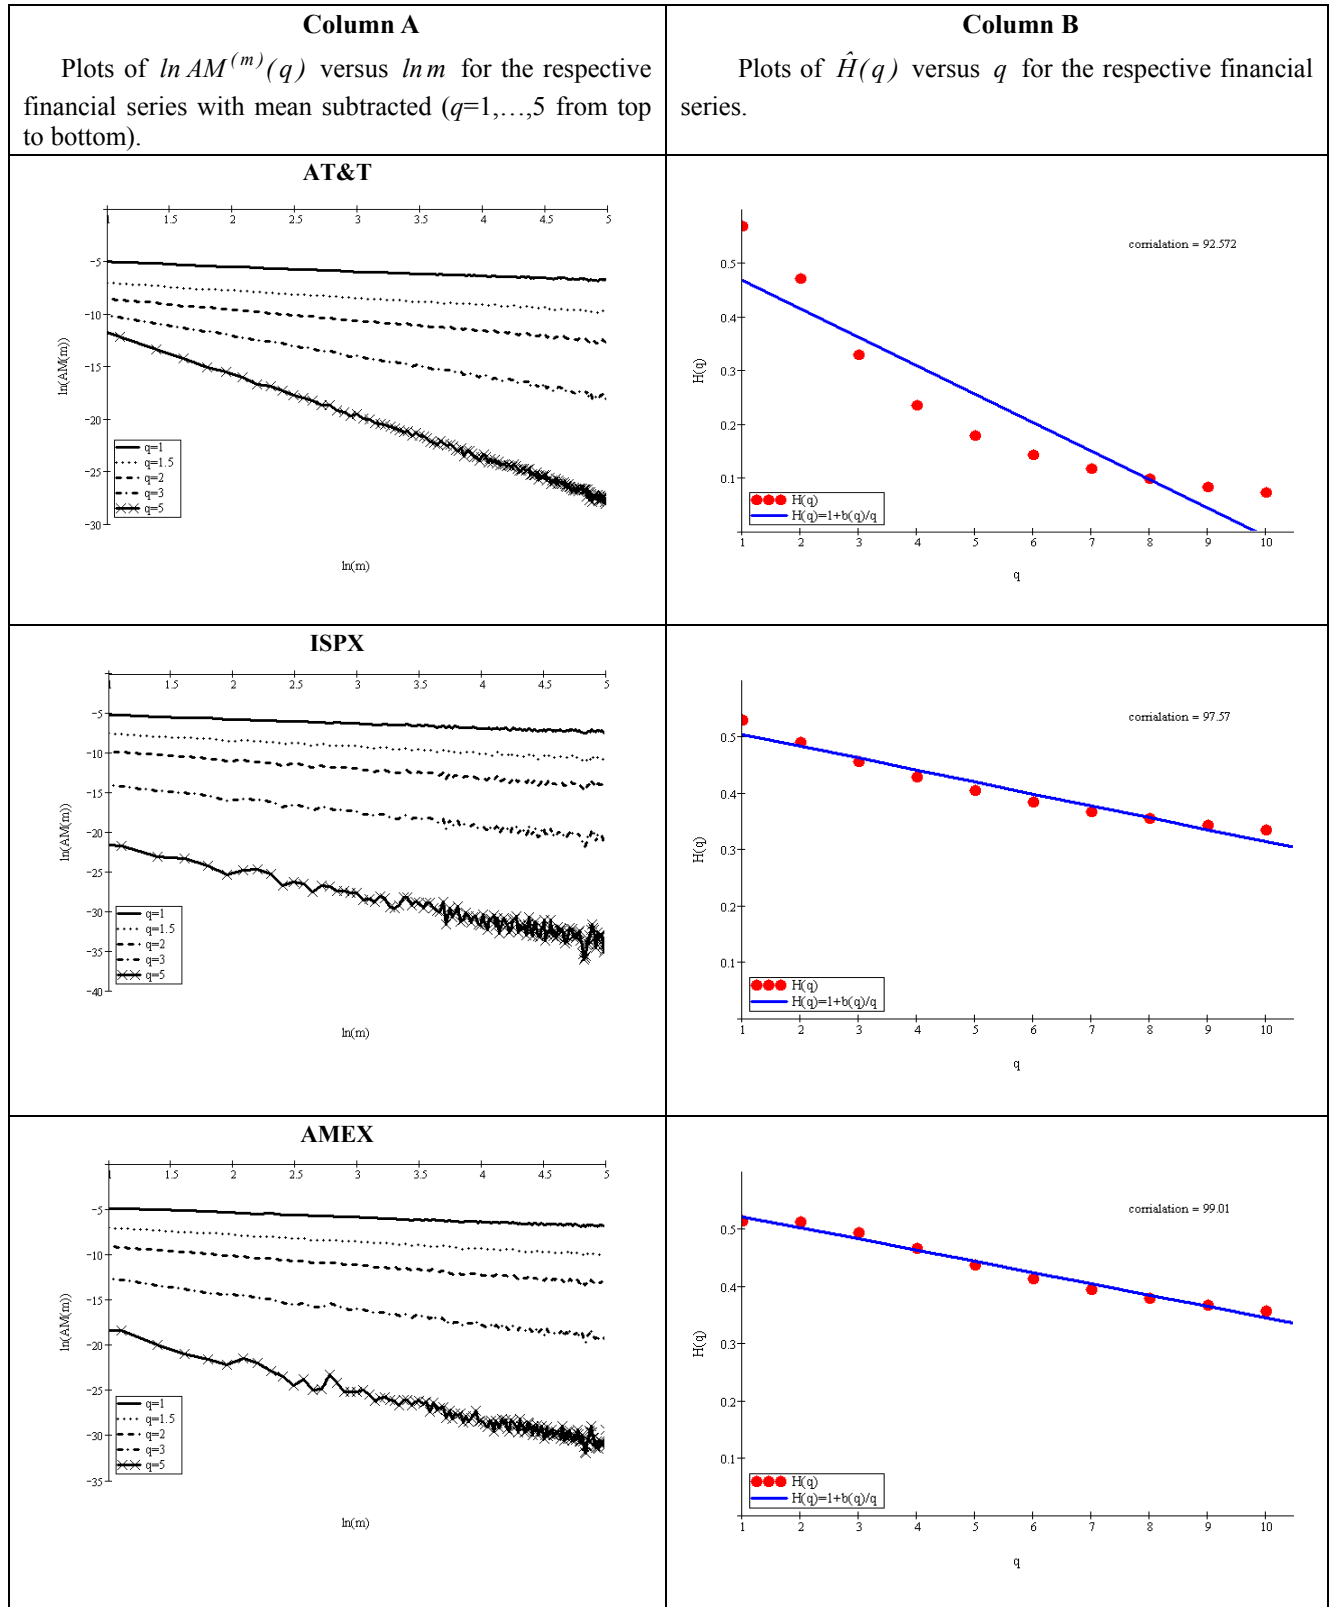 Column A
Plots of ln AM^(m)(q) versus ln m for the respective
financial series with mean subtracted (q=1,…,5 from top
to bottom).
Column B
Plots of Ĥ(q) versus q for the respective financial
series.
AT&T
1 1.5 2 2.5 3 3.5 4 4.5 5
-5
-10
-15
-20
-25
-30
ln(AM(m))
q=1
q=1.5
q=2
q=3
q=5
ln(m)
corrialation = 92.572
0.5
0.4
0.3
0.2
0.1
H(q)
H(q)
H(q)=1+b(q)/q
1 2 3 4 5 6 7 8 9 10
q
ISPX
1 1.5 2 2.5 3 3.5 4 4.5 5
-5
-10
-15
-20
-25
-30
-35
-40
ln(AM(m))
q=1
q=1.5
q=2
q=3
q=5
ln(m)
corrialation = 97.57
0.5
0.4
0.3
0.2
0.1
H(q)
H(q)
H(q)=1+b(q)/q
1 2 3 4 5 6 7 8 9 10
q
AMEX
1 1.5 2 2.5 3 3.5 4 4.5 5
-5
-10
-15
-20
-25
-30
-35
ln(AM(m))
q=1
q=1.5
q=2
q=3
q=5
ln(m)
corrialation = 99.01
0.5
0.4
0.3
0.2
0.1
H(q)
H(q)
H(q)=1+b(q)/q
1 2 3 4 5 6 7 8 9 10
q